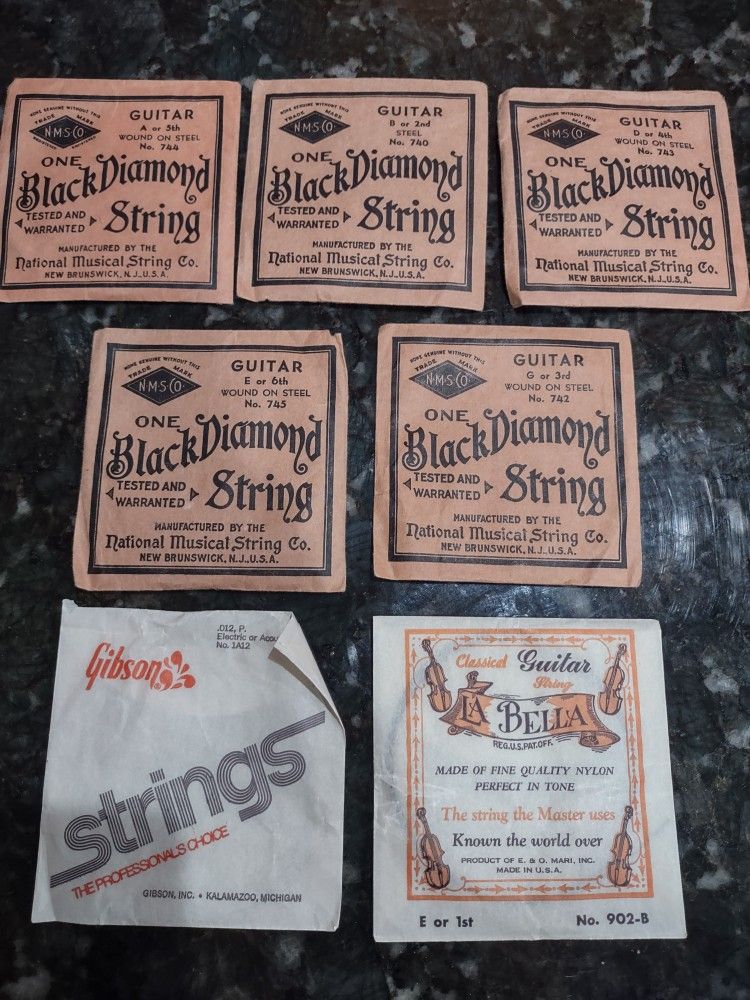 NONE GENUINE WITHOUT THIS
TRADE MARK
N.M.S.CO.
REGISTERED REGISTERED
GUITAR
A or 5th
WOUND ON STEEL
No. 744
ONE
Black Diamond
TESTED AND
WARRANTED
String
MANUFACTURED BY THE
National Musical String Co.
NEW BRUNSWICK, N.J., U.S.A.
NONE GENUINE WITHOUT THIS
TRADE MARK
N.M.S.CO.
GUITAR
B or 2nd
STEEL
No. 740
ONE
Black Diamond
TESTED AND
WARRANTED
String
MANUFACTURED BY THE
National Musical String Co.
NEW BRUNSWICK, N.J., U.S.A.
NONE GENUINE WITHOUT THIS
TRADE MARK
N.M.S.CO.
GUITAR
D or 4th
WOUND ON STEEL
No. 743
ONE
Black Diamond
TESTED AND
WARRANTED
String
MANUFACTURED BY THE
National Musical String Co.
NEW BRUNSWICK, N.J., U.S.A.
NONE GENUINE WITHOUT THIS
TRADE MARK
N.M.S.CO.
GUITAR
E or 6th
WOUND ON STEEL
No. 745
ONE
Black Diamond
TESTED AND
WARRANTED
String
MANUFACTURED BY THE
National Musical String Co.
NEW BRUNSWICK, N.J., U.S.A.
NONE GENUINE WITHOUT THIS
TRADE MARK
N.M.S.CO.
GUITAR
G or 3rd
WOUND ON STEEL
No. 742
ONE
Black Diamond
TESTED AND
WARRANTED
String
MANUFACTURED BY THE
National Musical String Co.
NEW BRUNSWICK, N.J., U.S.A.
Gibson
.012, P.
Electric or Acou
No. 1A12
strings
THE PROFESSIONAL'S CHOICE
GIBSON, INC. • KALAMAZOO, MICHIGAN
Classical Guitar
String
LA BELLA
REG.U.S.PAT.OFF.
MADE OF FINE QUALITY NYLON
PERFECT IN TONE
The string the Master uses
Known the world over
PRODUCT OF E. & O. MARI, INC.
MADE IN U.S.A.
E or 1st
No. 902-B